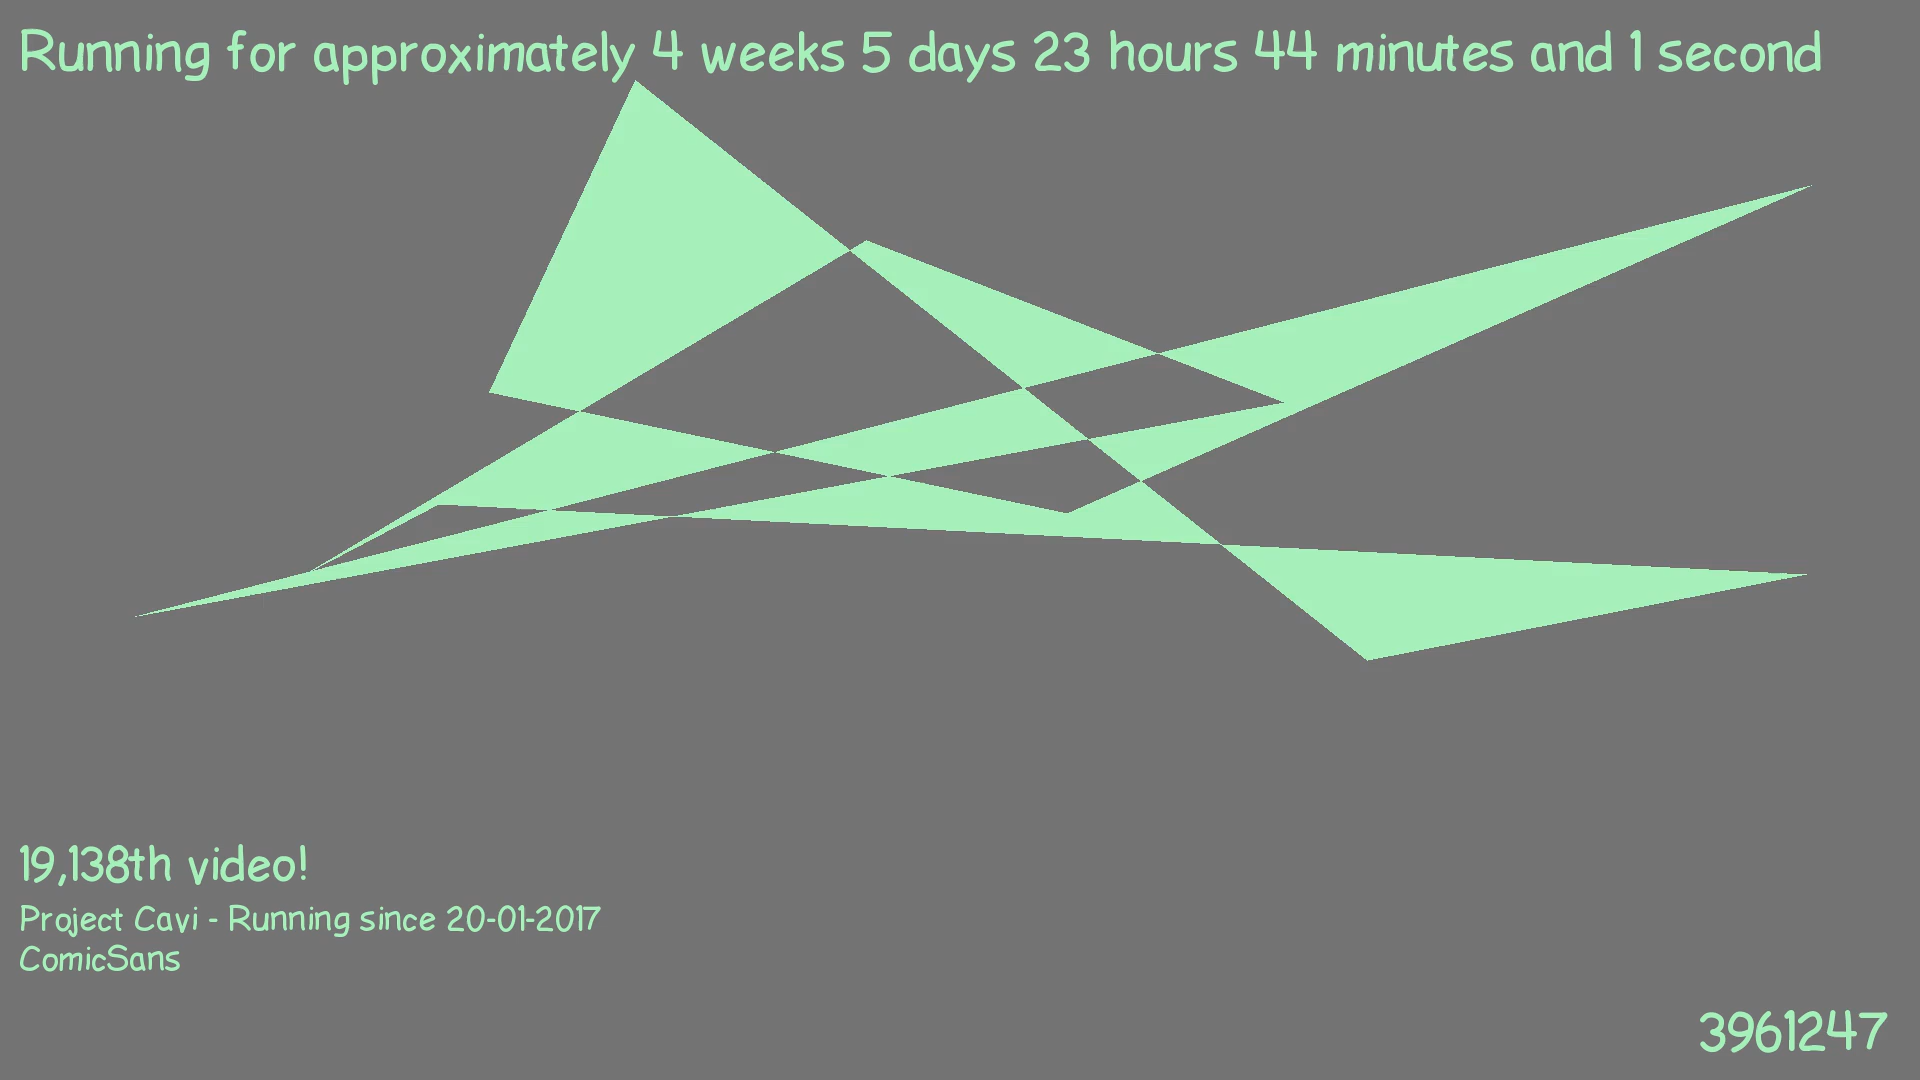 Running for approximately 4 weeks 5 days 23 hours 44 minutes and 1 second
19,138th video!
Project Cavi - Running since 20-01-2017
ComicSans
3961247